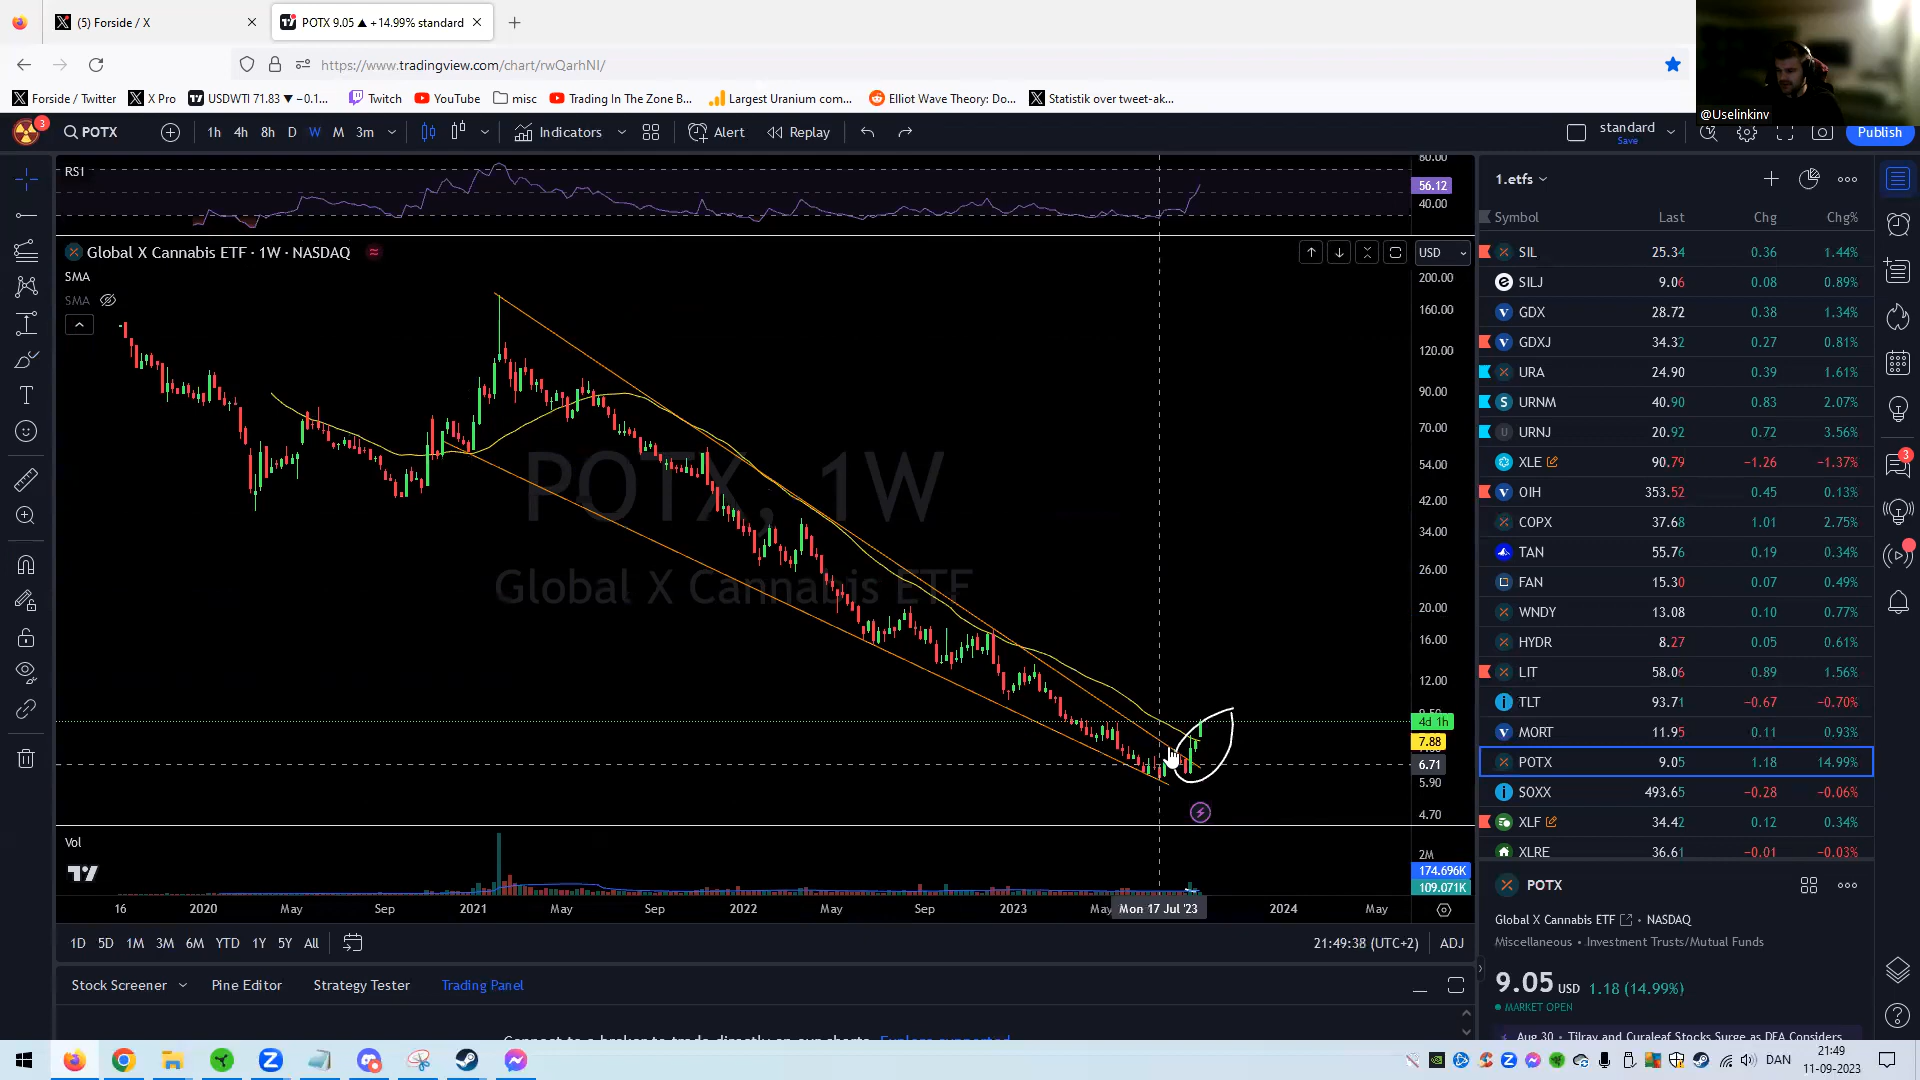 (5) Forside / X
POTX 9.05 ▲ +14.99% standard
https://www.tradingview.com/chart/rwQarhNI/
Forside / Twitter
X Pro
USDWTI 71.83 ▼ −0.1...
Twitch
YouTube
misc
Trading In The Zone B...
Largest Uranium com...
Elliot Wave Theory: Do...
Statistik over tweet-ak...
@Uselinkinv
3
POTX
1h 4h 8h D W M 3m
Indicators
Alert
Replay
standard
Save
Publish
RSI
80.00
56.12
40.00
Global X Cannabis ETF · 1W · NASDAQ
SMA
SMA
USD
200.00
160.00
120.00
90.00
70.00
54.00
42.00
34.00
26.00
20.00
16.00
12.00
9.50
4d 1h
7.88
6.71
5.90
4.70
POTX, 1W
Global X Cannabis ETF
Vol
2M
174.696K
109.071K
16 2020 May Sep 2021 May Sep 2022 May Sep 2023 May Mon 17 Jul '23 2024 May
1D 5D 1M 3M 6M YTD 1Y 5Y All
21:49:38 (UTC+2) ADJ
Stock Screener
Pine Editor
Strategy Tester
Trading Panel
Connect to a broker to trade directly on our charts. Explore supported
1.etfs
Symbol Last Chg Chg%
SIL 25.34 0.36 1.44%
SILJ 9.06 0.08 0.89%
GDX 28.72 0.38 1.34%
GDXJ 34.32 0.27 0.81%
URA 24.90 0.39 1.61%
URNM 40.90 0.83 2.07%
URNJ 20.92 0.72 3.56%
XLE 90.79 −1.26 −1.37%
OIH 353.52 0.45 0.13%
COPX 37.68 1.01 2.75%
TAN 55.76 0.19 0.34%
FAN 15.30 0.07 0.49%
WNDY 13.08 0.10 0.77%
HYDR 8.27 0.05 0.61%
LIT 58.06 0.89 1.56%
TLT 93.71 −0.67 −0.70%
MORT 11.95 0.11 0.93%
POTX 9.05 1.18 14.99%
SOXX 493.65 −0.28 −0.06%
XLF 34.42 0.12 0.34%
XLRE 36.61 −0.01 −0.03%
POTX
Global X Cannabis ETF • NASDAQ
Miscellaneous • Investment Trusts/Mutual Funds
9.05 USD 1.18 (14.99%)
MARKET OPEN
Aug 30 • Tilray and Curaleaf Stocks Surge as DEA Considers
3
DAN
21:49
11-09-2023